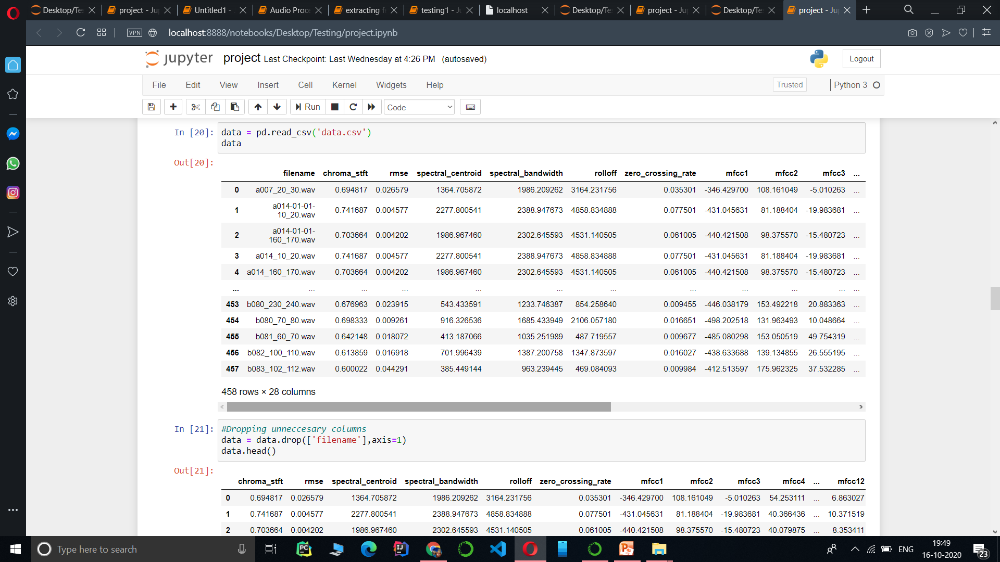 Desktop/Te
project - Ju
Untitled1 -
Audio Proc
extracting f
testing1 - J
localhost
Desktop/Te
project - Ju
Desktop/Te
project - Ju
VPN
localhost:8888/notebooks/Desktop/Testing/project.ipynb
jupyter project Last Checkpoint: Last Wednesday at 4:26 PM (autosaved)
Logout
File Edit View Insert Cell Kernel Widgets Help
Trusted
Python 3
Run
Code
In [20]: data = pd.read_csv('data.csv')
data
Out[20]:
filename chroma_stft rmse spectral_centroid spectral_bandwidth rolloff zero_crossing_rate mfcc1 mfcc2 mfcc3 ...
0 a007_20_30.wav 0.694817 0.026579 1364.705872 1986.209262 3164.231756 0.035301 -346.429700 108.161049 -5.010263 ...
1 a014-01-01-10_20.wav 0.741687 0.004577 2277.800541 2388.947673 4858.834888 0.077501 -431.045631 81.188404 -19.983681 ...
2 a014-01-01-160_170.wav 0.703664 0.004202 1986.967460 2302.645593 4531.140505 0.061005 -440.421508 98.375570 -15.480723 ...
3 a014_10_20.wav 0.741687 0.004577 2277.800541 2388.947673 4858.834888 0.077501 -431.045631 81.188404 -19.983681 ...
4 a014_160_170.wav 0.703664 0.004202 1986.967460 2302.645593 4531.140505 0.061005 -440.421508 98.375570 -15.480723 ...
... ... ... ... ... ... ... ... ... ... ... ...
453 b080_230_240.wav 0.676963 0.023915 543.433591 1233.746387 854.258640 0.009455 -446.038179 153.492218 20.883363 ...
454 b080_70_80.wav 0.698333 0.009261 916.326536 1685.433949 2106.057180 0.016651 -498.202518 131.963493 10.048664 ...
455 b081_60_70.wav 0.642148 0.018072 413.187066 1035.251989 487.719557 0.009677 -485.080298 153.050519 49.754319 ...
456 b082_100_110.wav 0.613859 0.016918 701.996439 1387.200758 1347.873597 0.016027 -438.633688 139.134855 26.555195 ...
457 b083_102_112.wav 0.600022 0.044291 385.449144 963.239445 469.084093 0.009984 -412.513597 175.962325 37.532285 ...
458 rows × 28 columns
In [21]: #Dropping unneccesary columns
data = data.drop(['filename'],axis=1)
data.head()
Out[21]:
chroma_stft rmse spectral_centroid spectral_bandwidth rolloff zero_crossing_rate mfcc1 mfcc2 mfcc3 mfcc4 ... mfcc12
0 0.694817 0.026579 1364.705872 1986.209262 3164.231756 0.035301 -346.429700 108.161049 -5.010263 54.253111 ... 6.863027
1 0.741687 0.004577 2277.800541 2388.947673 4858.834888 0.077501 -431.045631 81.188404 -19.983681 40.366436 ... 10.371519
2 0.703664 0.004202 1986.967460 2302.645593 4531.140505 0.061005 -440.421508 98.375570 -15.480723 40.079875 ... 8.353411
Type here to search
ENG
19:49
16-10-2020
23